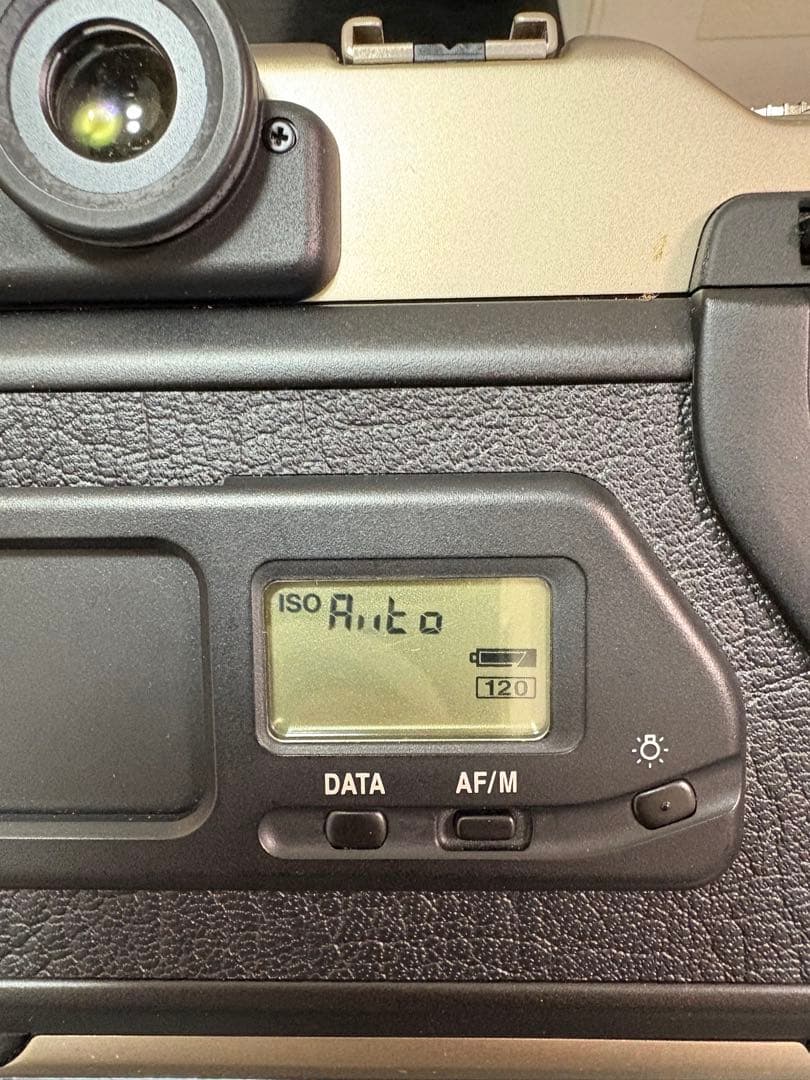 ISO Auto
120
DATA AF/M